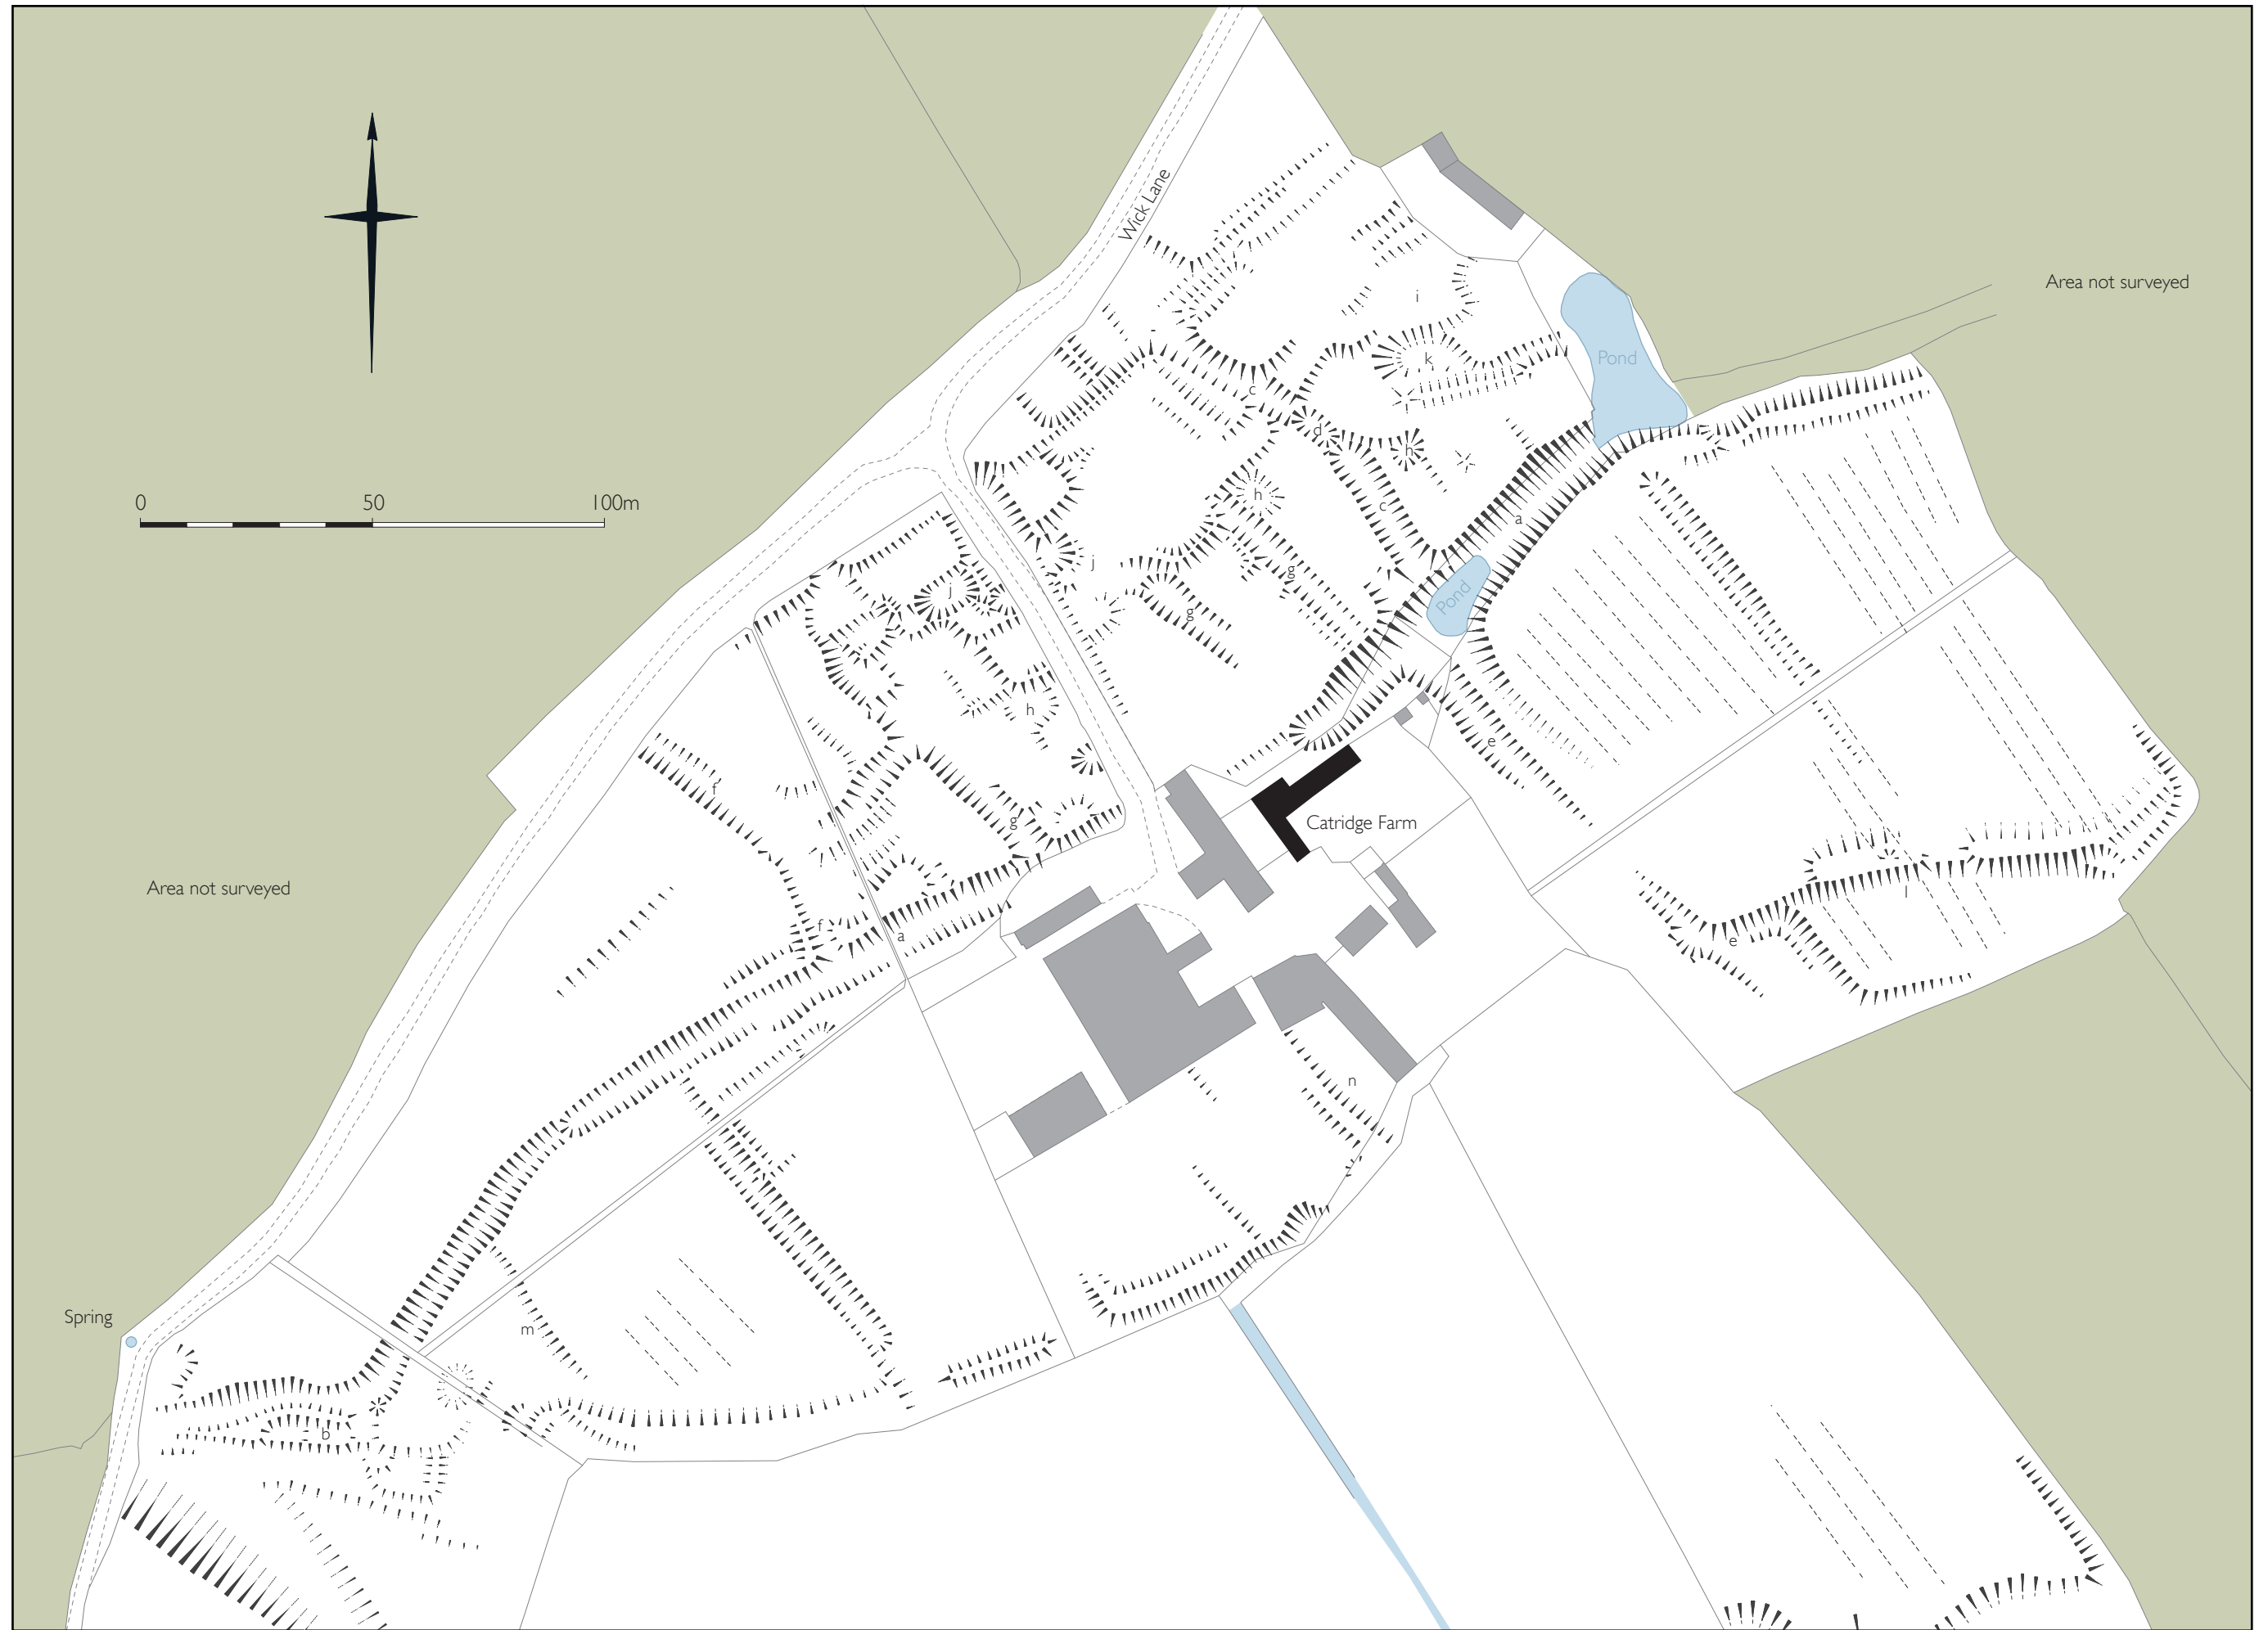 Wick Lane
Area not surveyed
i
Pond
k
c
d
h
h
c
a
0 50 100m
j
g
j
g
Pond
h
e
f
g
Catridge Farm
Area not surveyed
l
f
a
e
n
Spring
m
b